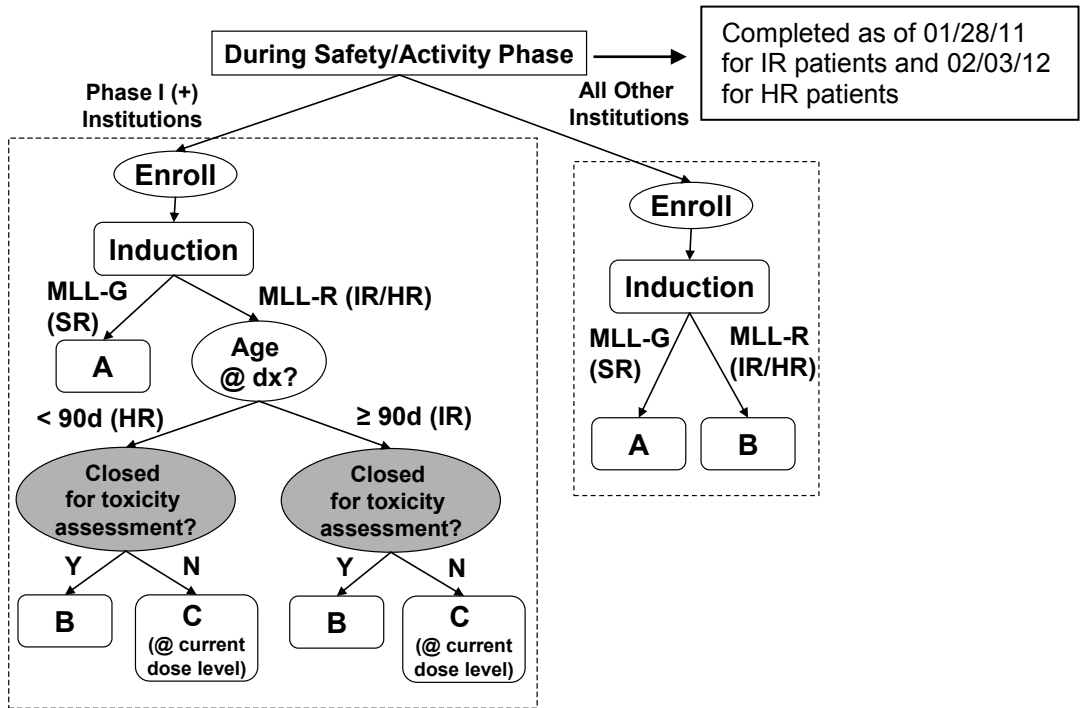 During Safety/Activity Phase
Completed as of 01/28/11
for IR patients and 02/03/12
for HR patients
Phase I (+)
Institutions
All Other
Institutions
Enroll
Induction
MLL-G
(SR)
MLL-R (IR/HR)
A
Age
@ dx?
< 90d (HR)
≥ 90d (IR)
Closed
for toxicity
assessment?
Closed
for toxicity
assessment?
Y
N
Y
N
B
C
(@ current
dose level)
B
C
(@ current
dose level)
Enroll
Induction
MLL-G
(SR)
MLL-R
(IR/HR)
A
B